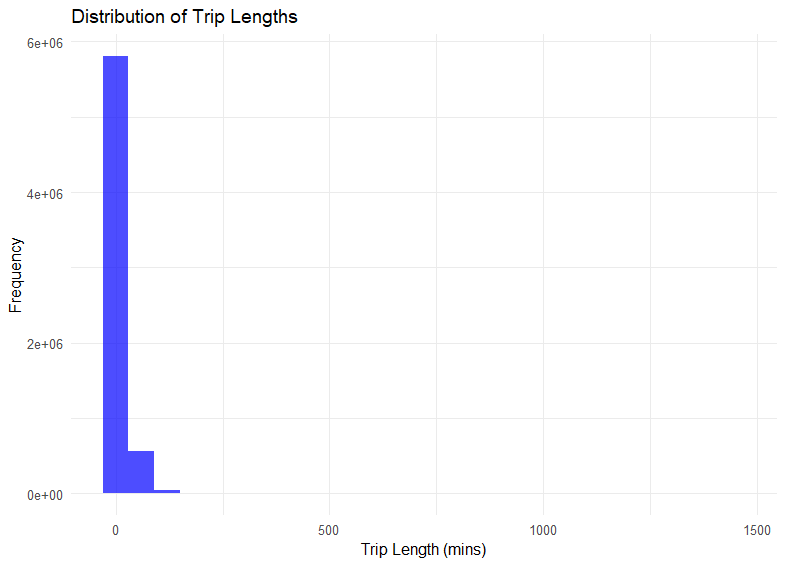 Distribution of Trip Lengths
6e+06
4e+06
2e+06
0e+00
Frequency
0
500
1000
1500
Trip Length (mins)